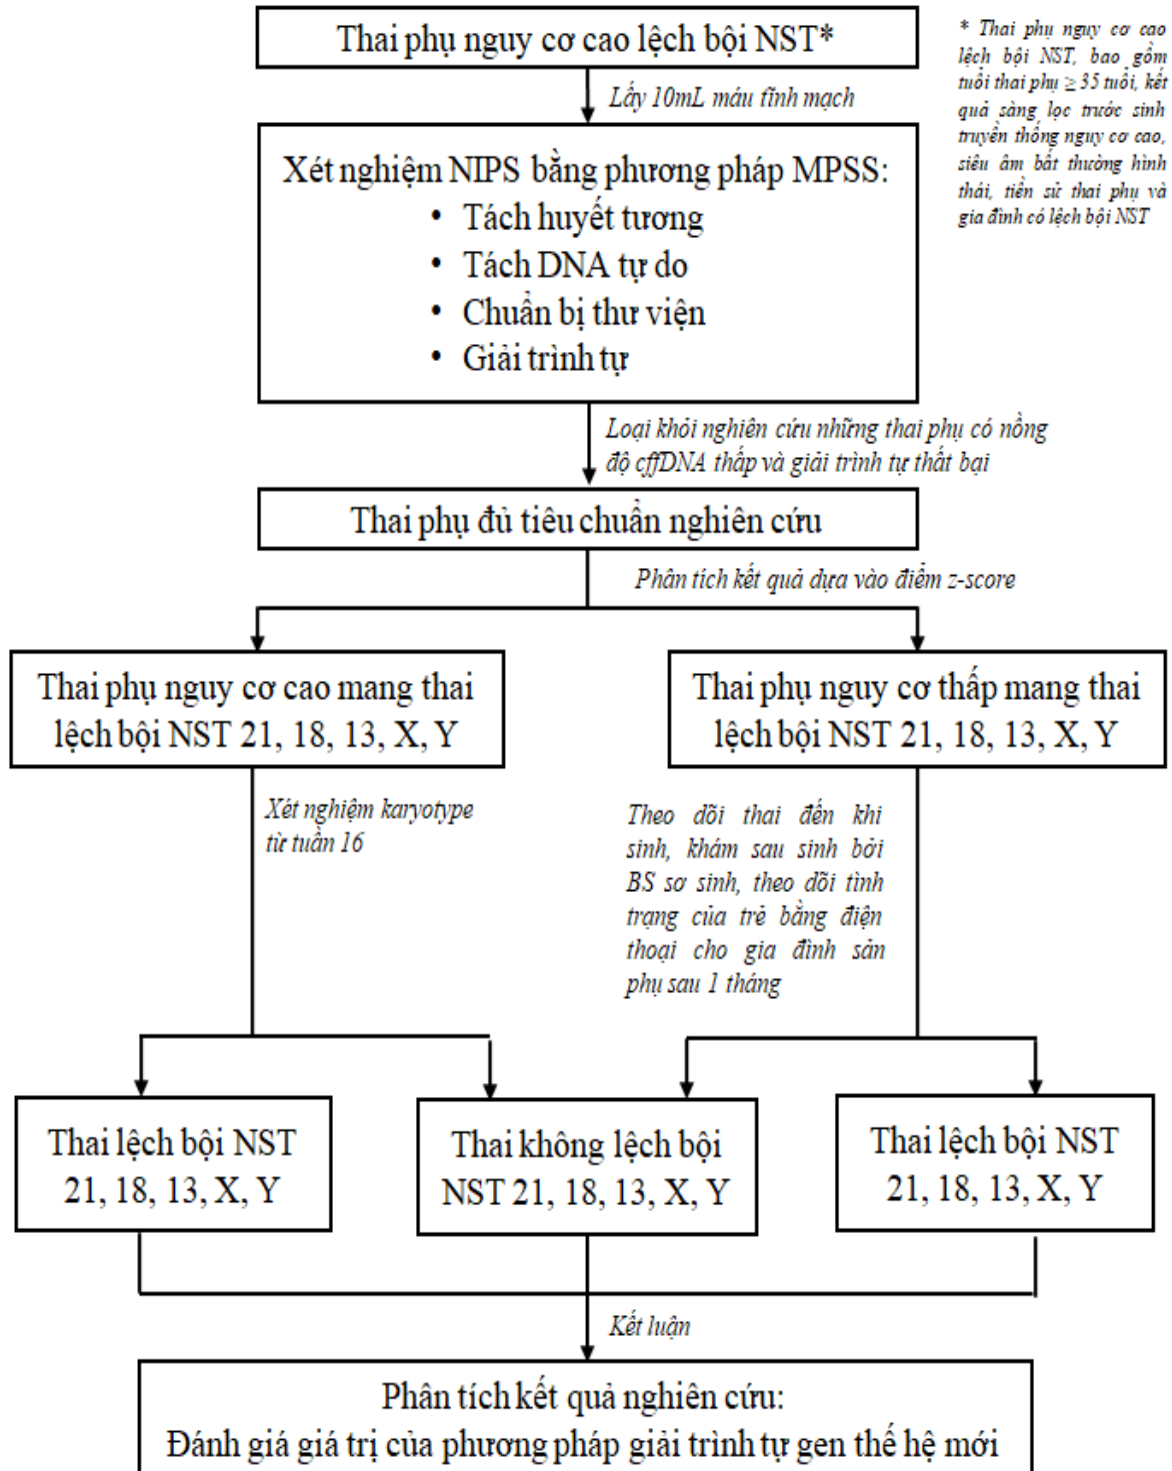 Thai phụ nguy cơ cao lệch bội NST*
* Thai phụ nguy cơ cao
lệch bội NST, bao gồm
tuổi thai phụ ≥ 35 tuổi, kết
quả sàng lọc trước sinh
truyền thống nguy cơ cao,
siêu âm bất thường hình
thái, tiền sử thai phụ và
gia đình có lệch bội NST
Lấy 10mL máu tĩnh mạch
Xét nghiệm NIPS bằng phương pháp MPSS:
• Tách huyết tương
• Tách DNA tự do
• Chuẩn bị thư viện
• Giải trình tự
Loại khỏi nghiên cứu những thai phụ có nồng
độ cffDNA thấp và giải trình tự thất bại
Thai phụ đủ tiêu chuẩn nghiên cứu
Phân tích kết quả dựa vào điểm z-score
Thai phụ nguy cơ cao mang thai
lệch bội NST 21, 18, 13, X, Y
Thai phụ nguy cơ thấp mang thai
lệch bội NST 21, 18, 13, X, Y
Xét nghiệm karyotype
từ tuần 16
Theo dõi thai đến khi
sinh, khám sau sinh bởi
BS sơ sinh, theo dõi tình
trạng của trẻ bằng điện
thoại cho gia đình sản
phụ sau 1 tháng
Thai lệch bội NST
21, 18, 13, X, Y
Thai không lệch bội
NST 21, 18, 13, X, Y
Thai lệch bội NST
21, 18, 13, X, Y
Kết luận
Phân tích kết quả nghiên cứu:
Đánh giá giá trị của phương pháp giải trình tự gen thế hệ mới